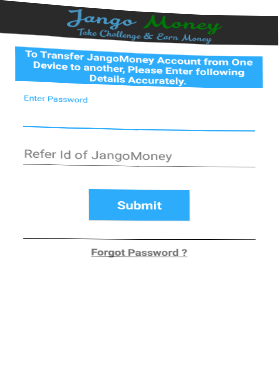 Jango Money
Take Challenge & Earn Money
To Transfer JangoMoney Account from One
Device to another, Please Enter following
Details Accurately.
Enter Password
Refer Id of JangoMoney
Submit
Forgot Password ?